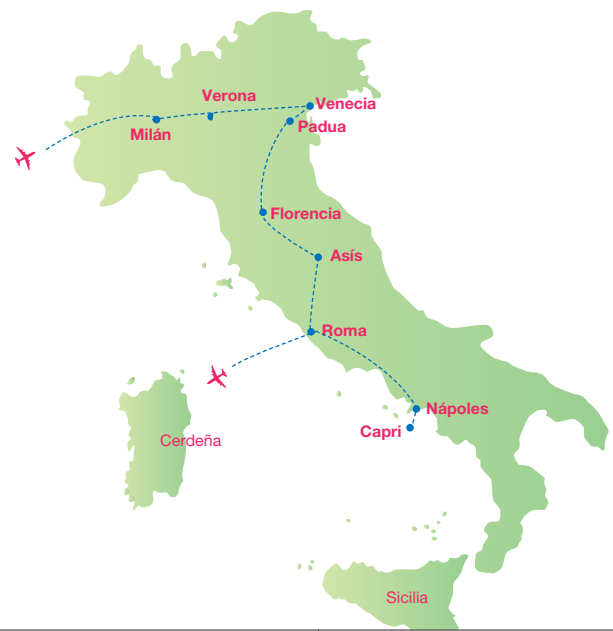 Verona
Venecia
Milán
Padua
Florencia
Asís
Roma
Nápoles
Capri
Cerdeña
Sicilia